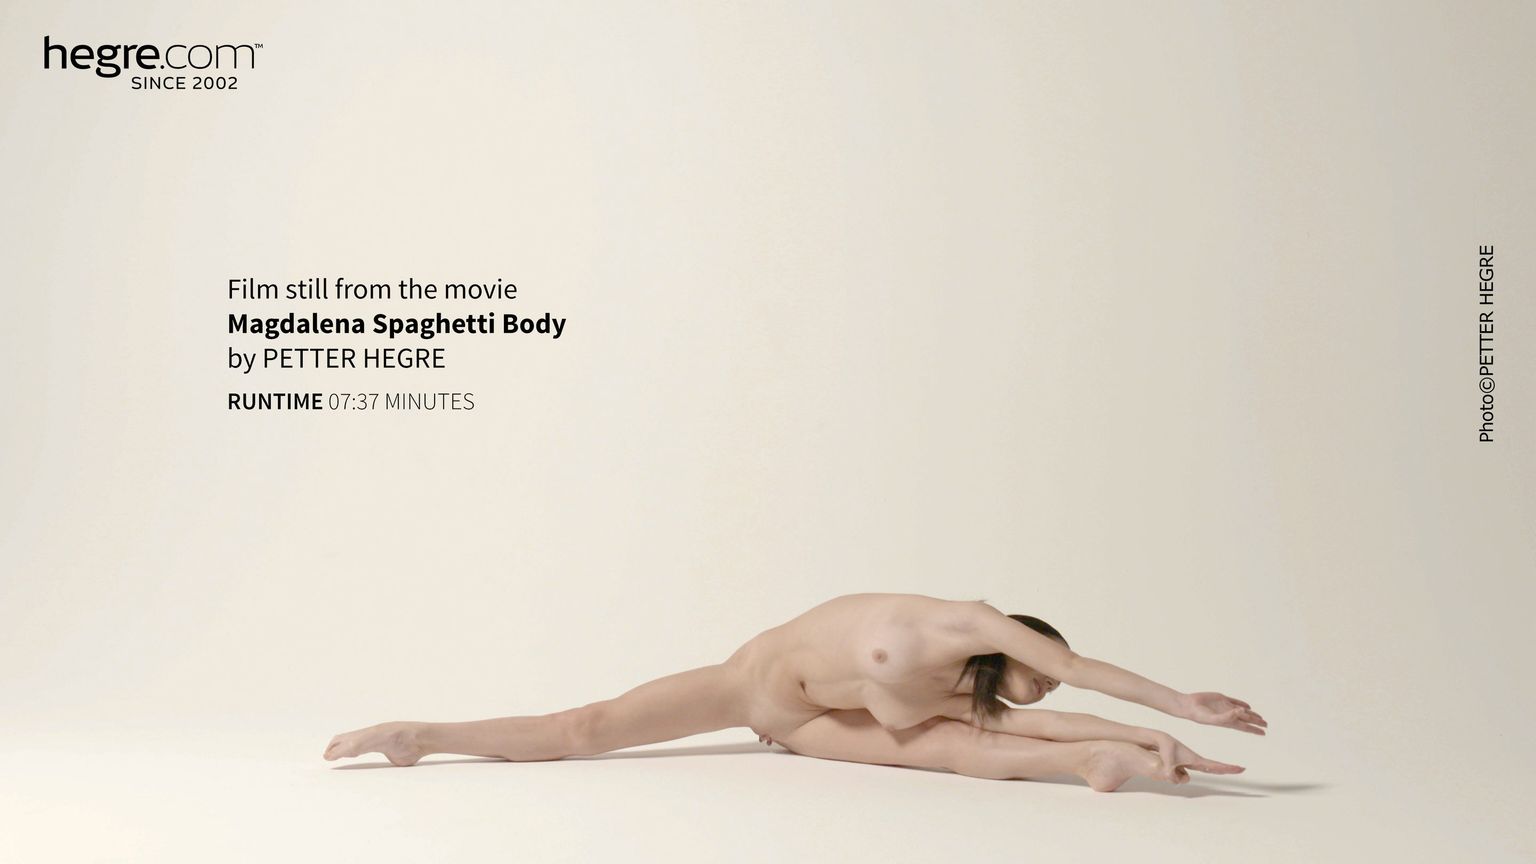 hegre.com™
SINCE 2002
Film still from the movie
Magdalena Spaghetti Body
by PETTER HEGRE
RUNTIME 07:37 MINUTES
Photo©PETTER HEGRE